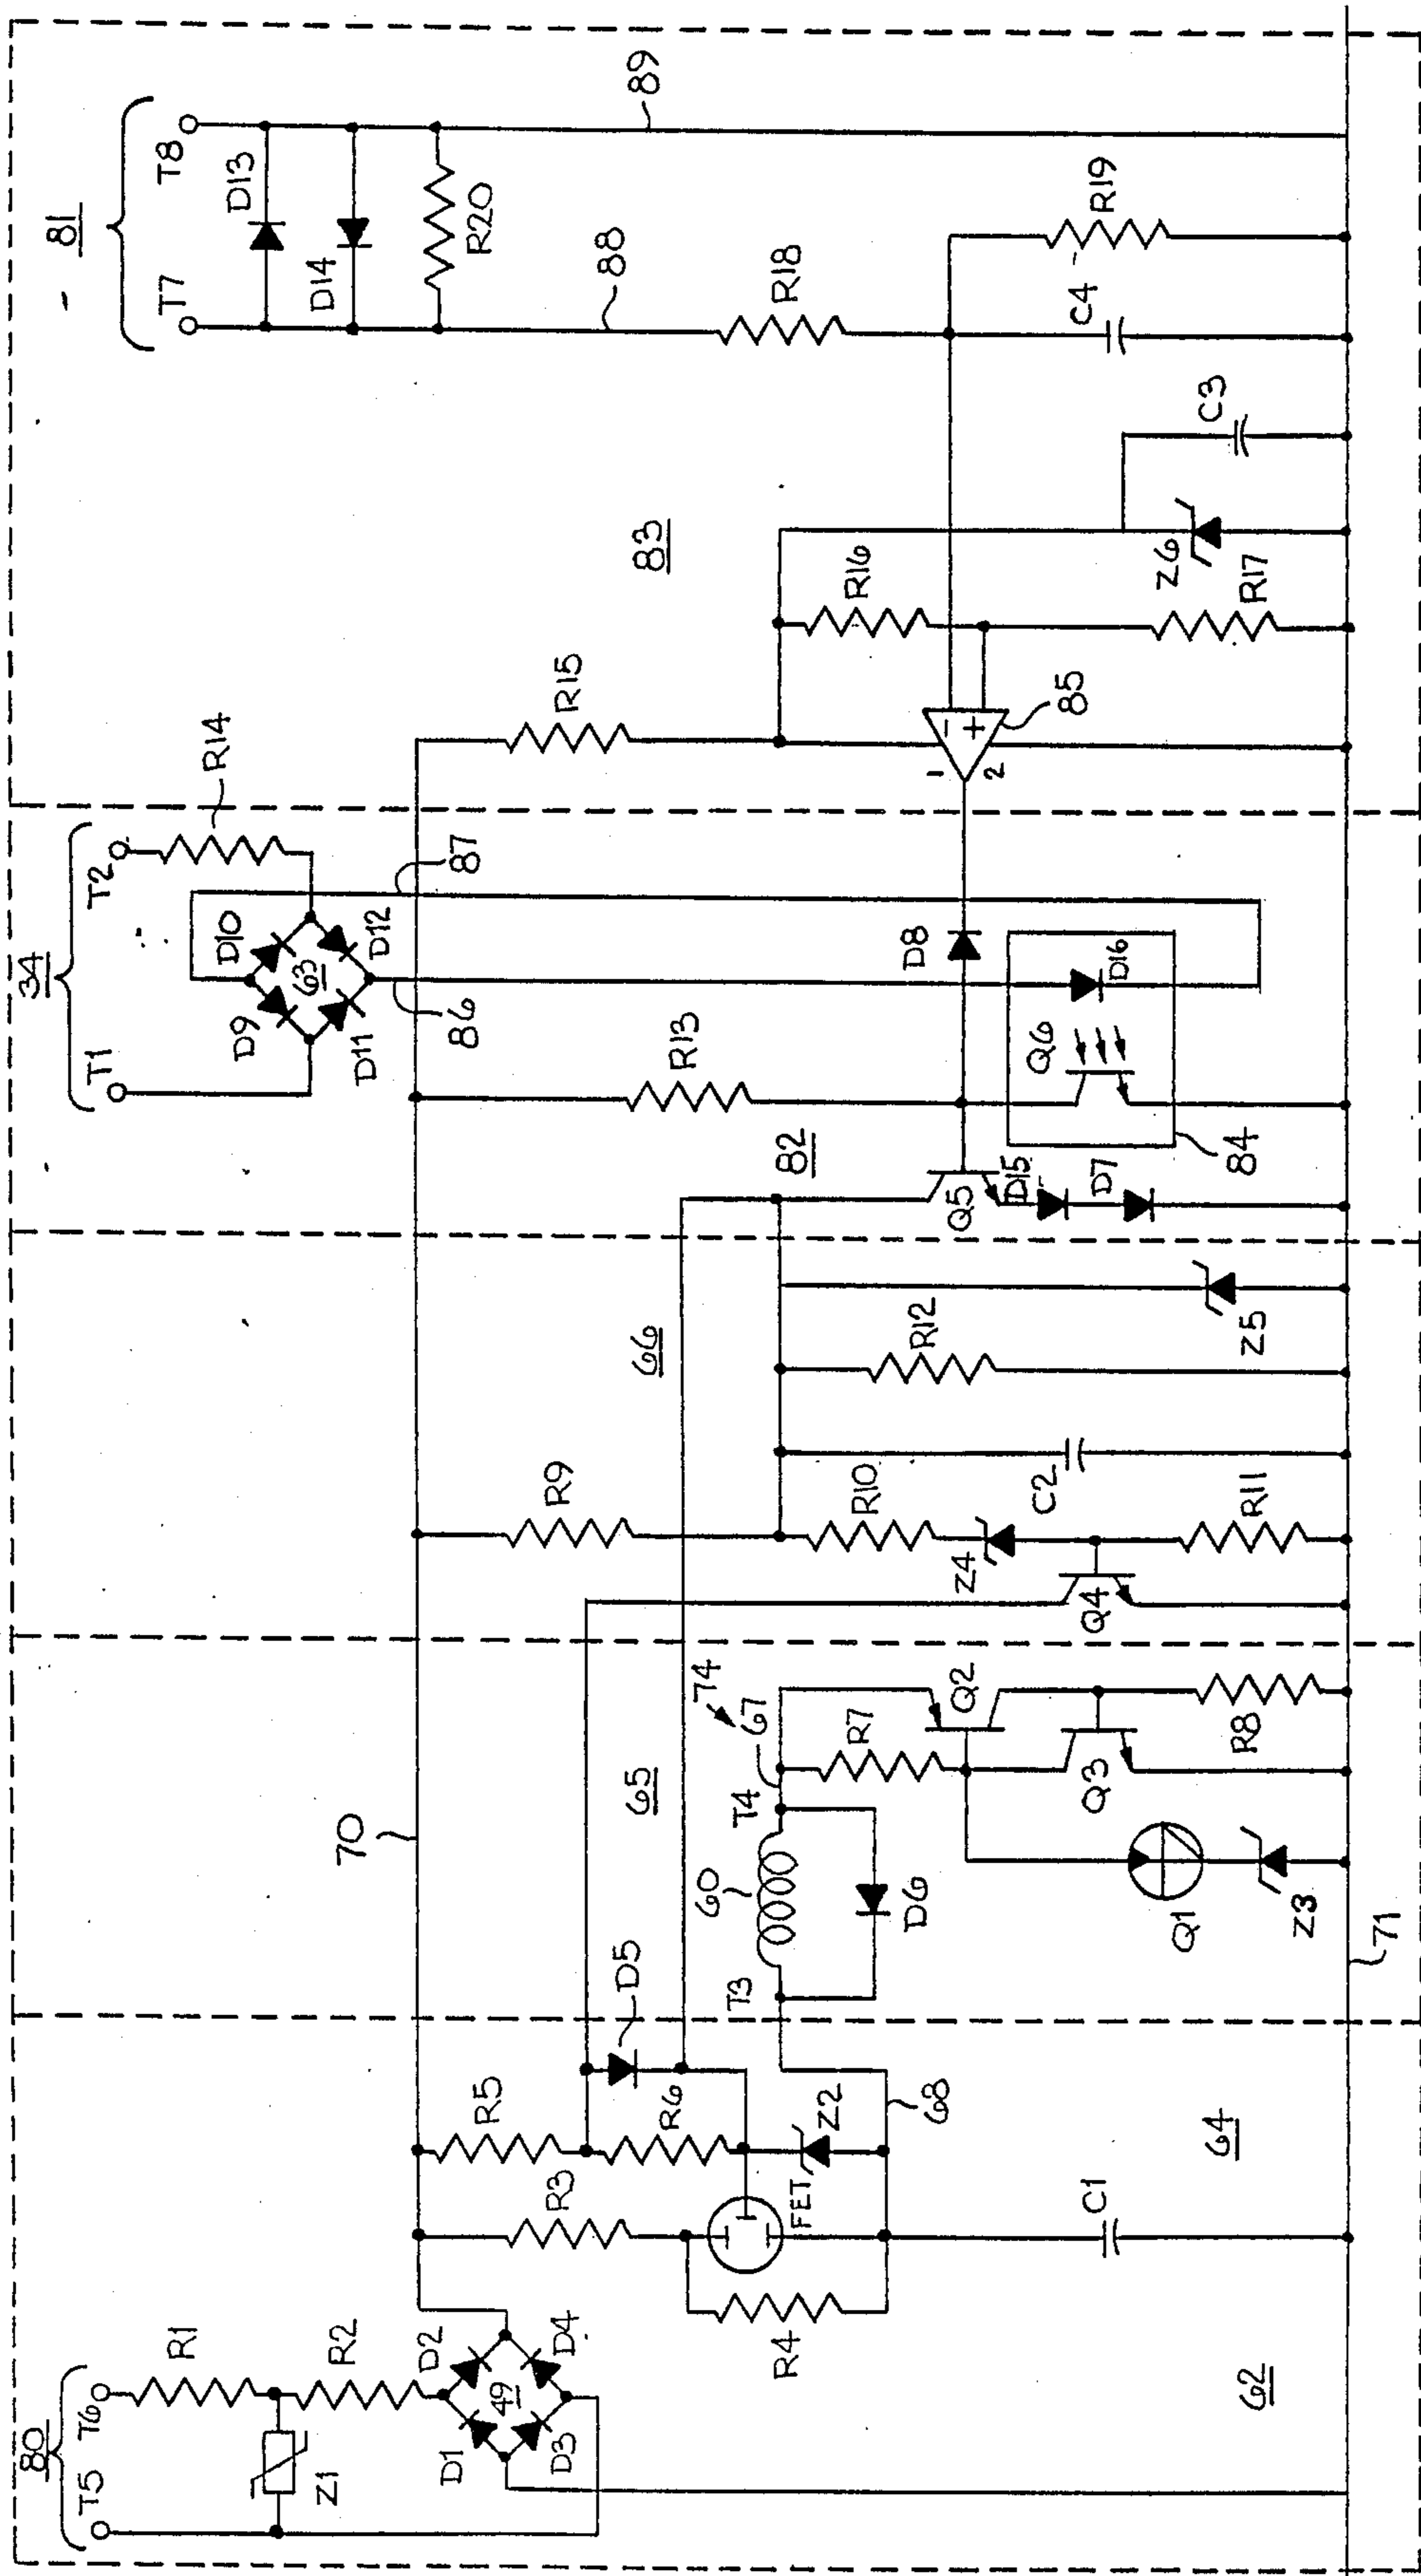 81
T7
T8
D13
D14
R20
89
88
R18
R19
C4
C3
83
R16
Z6
R17
R15
85
-
+
1
2
34
T1
T2
R14
87
D10
D9
63
D12
D11
86
D8
R13
D16
Q6
84
82
Q5
D15
D7
66
R12
Z5
R9
R10
C2
Z4
R11
Q4
70
65
74
67
R7
Q2
T4
60
D6
T3
Q3
R8
Q1
Z3
71
D5
R5
R6
R3
Z2
FET
68
64
C1
R4
80
T5
T6
R1
Z1
R2
D2
D1
49
D4
D3
62